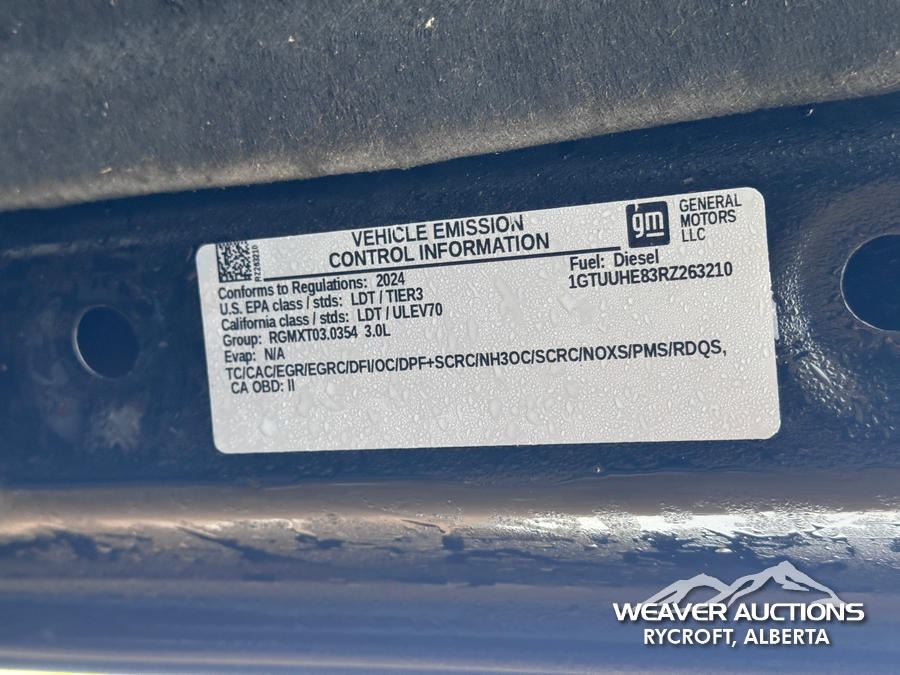 VEHICLE EMISSION
CONTROL INFORMATION
gm
GENERAL
MOTORS
LLC
RZ263210
Conforms to Regulations: 2024
Fuel: Diesel
U.S. EPA class / stds: LDT / TIER3
1GTUUHE83RZ263210
California class / stds: LDT / ULEV70
Group: RGMXT03.0354 3.0L
Evap: N/A
TC/CAC/EGR/EGRC/DFI/OC/DPF+SCRC/NH3OC/SCRC/NOXS/PMS/RDQS,
CA OBD: II
WEAVER AUCTIONS
RYCROFT, ALBERTA